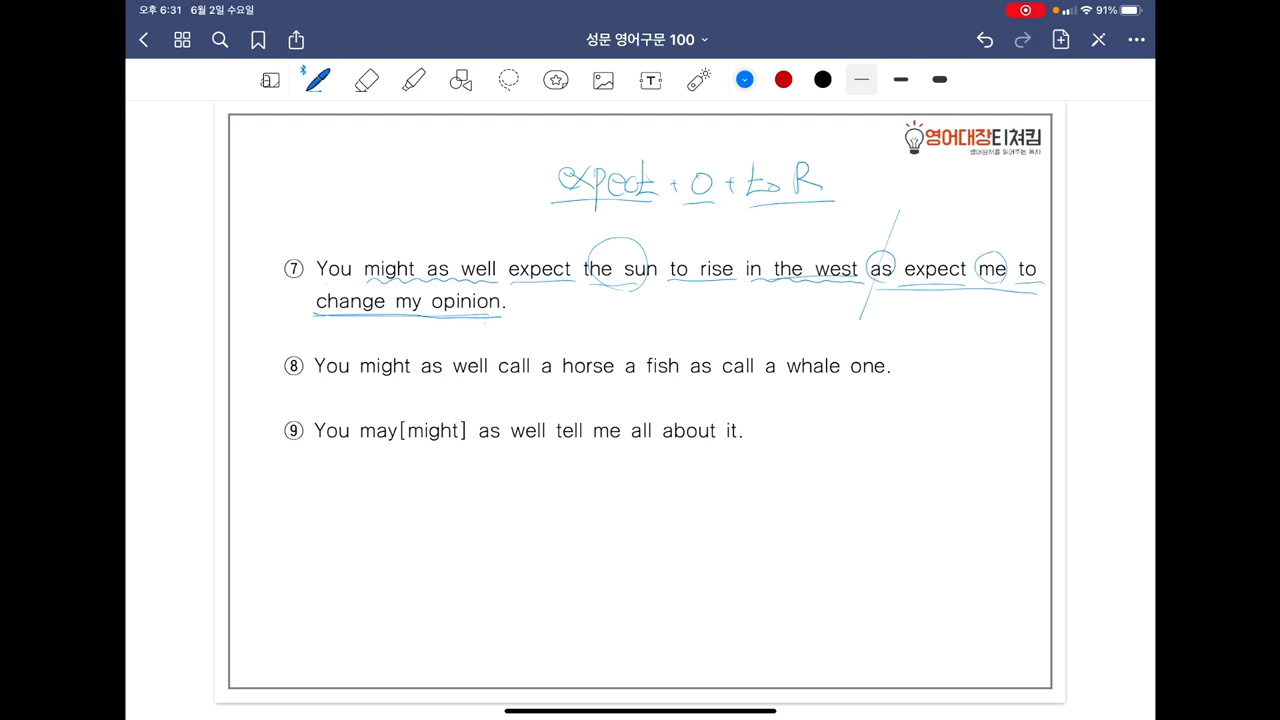 오후 6:31 6월 2일 수요일
91%
성문 영어구문 100
영어대장티쳐킴
expect + O + to R
⑦ You might as well expect the sun to rise in the west as expect me to
change my opinion.
⑧ You might as well call a horse a fish as call a whale one.
⑨ You may[might] as well tell me all about it.